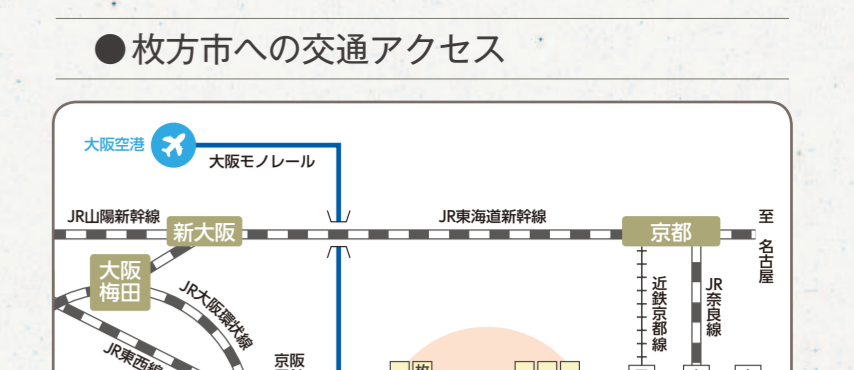 ●枚方市への交通アクセス
大阪空港
大阪モノレール
JR山陽新幹線
新大阪
JR東海道新幹線
京都
至名古屋
大阪
梅田
JR大阪環状線
近鉄京都線
JR奈良線
JR東西線
京阪
枚